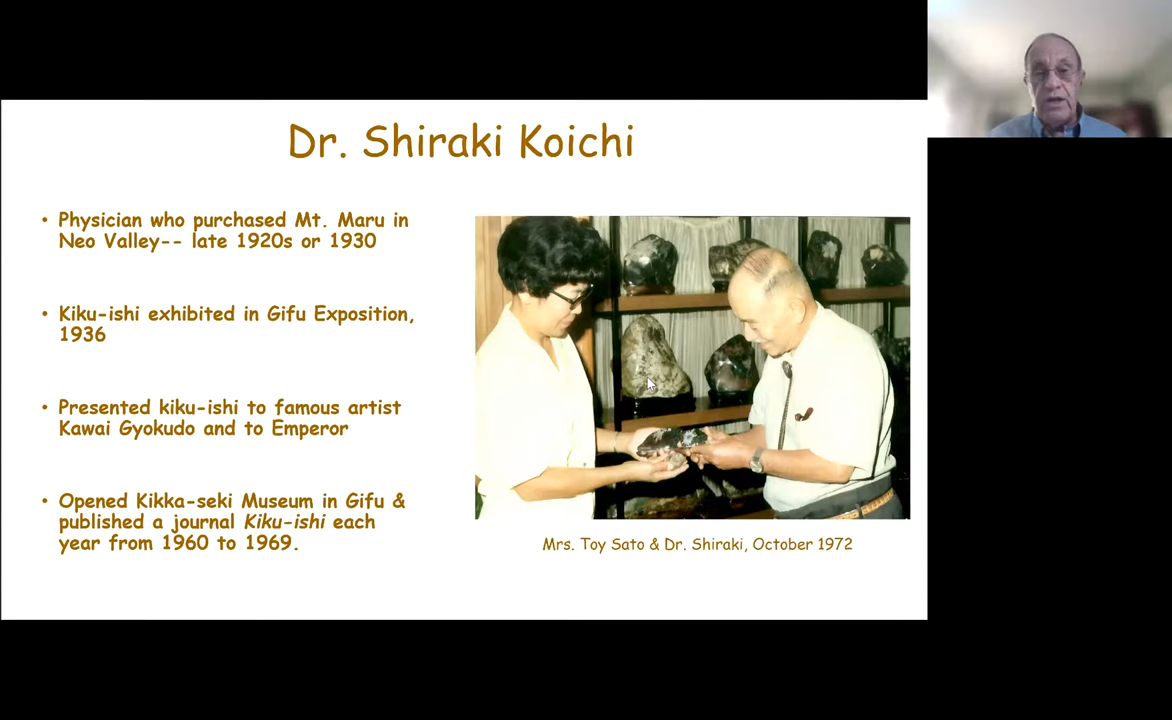 Dr. Shiraki Koichi
• Physician who purchased Mt. Maru in
Neo Valley-- late 1920s or 1930
• Kiku-ishi exhibited in Gifu Exposition,
1936
• Presented kiku-ishi to famous artist
Kawai Gyokudo and to Emperor
• Opened Kikka-seki Museum in Gifu &
published a journal Kiku-ishi each
year from 1960 to 1969.
Mrs. Toy Sato & Dr. Shiraki, October 1972